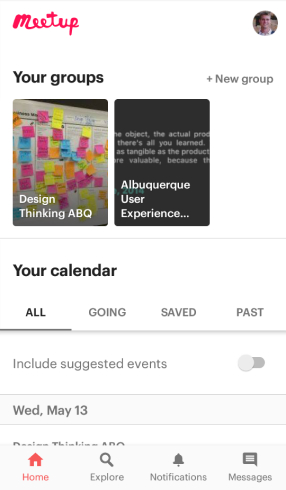 Meetup
Your groups
+ New group
he object, the actual prod
there's all you learned.
as tangible as the product
re valuable, because th
Design
Thinking ABQ
Albuquerque
User
Experience...
Your calendar
ALL GOING SAVED PAST
Include suggested events
Wed, May 13
Design Thinking ABQ
Home Explore Notifications Messages